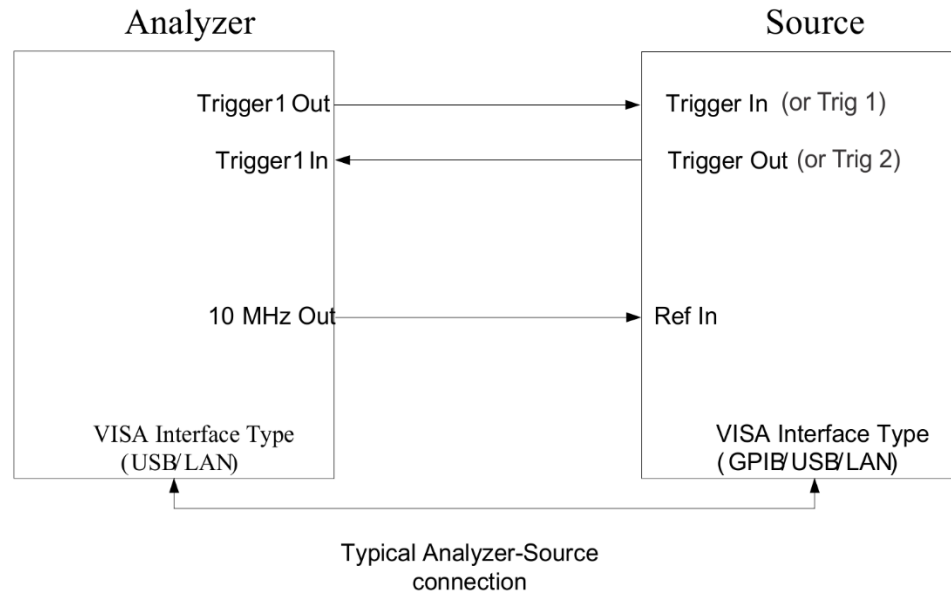 Analyzer
Source
Trigger1 Out
Trigger In (or Trig 1)
Trigger1 In
Trigger Out (or Trig 2)
10 MHz Out
Ref In
VISA Interface Type
(USB/LAN)
VISA Interface Type
( GPIB/USB/LAN)
Typical Analyzer-Source
connection